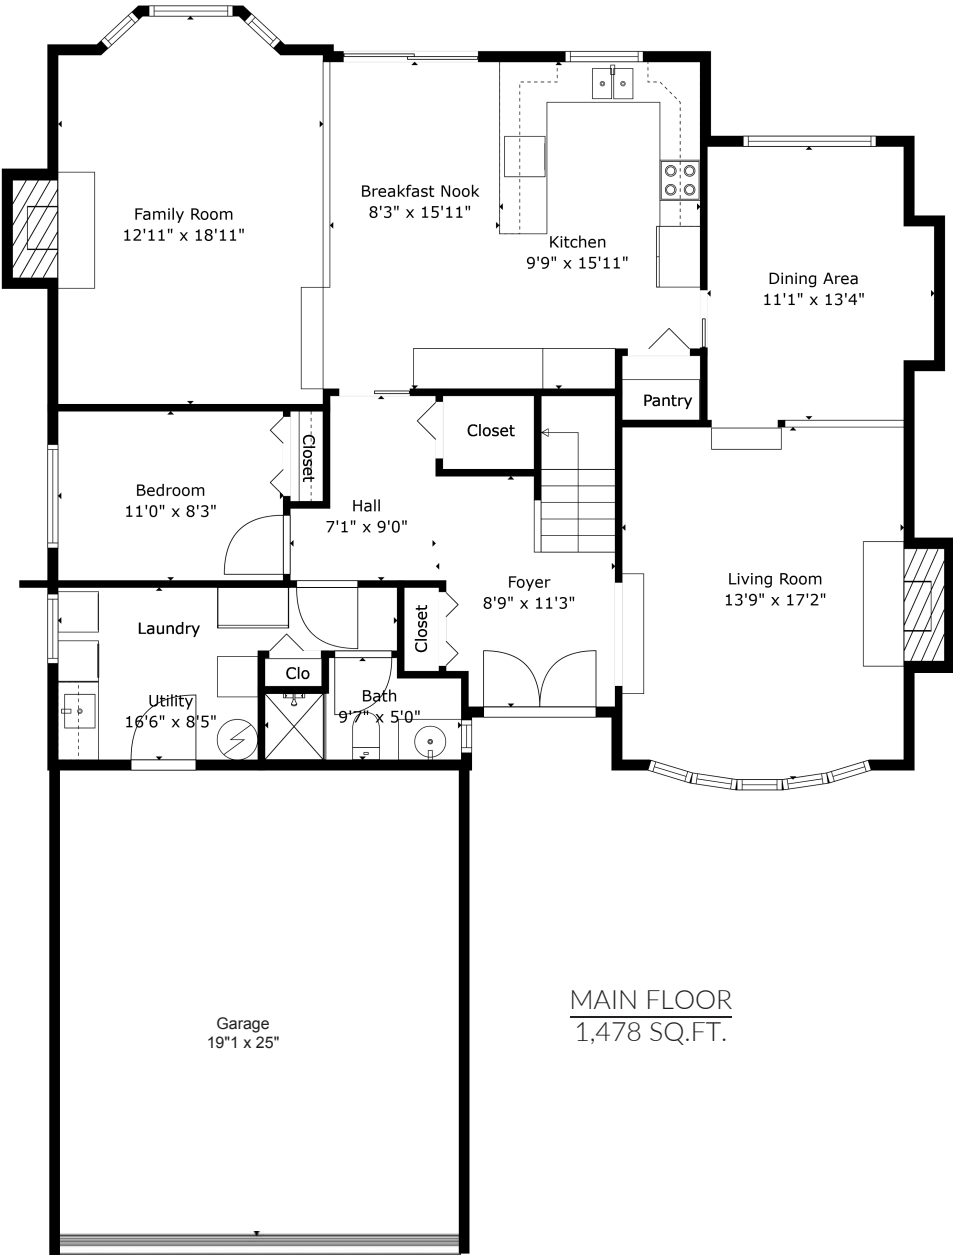 Family Room
12'11" x 18'11"
Breakfast Nook
8'3" x 15'11"
Kitchen
9'9" x 15'11"
Dining Area
11'1" x 13'4"
Pantry
Closet
Closet
Bedroom
11'0" x 8'3"
Hall
7'1" x 9'0"
Foyer
8'9" x 11'3"
Living Room
13'9" x 17'2"
Closet
Laundry
Clo
Utility
16'6" x 8'5"
Bath
9'7" x 5'0"
MAIN FLOOR
1,478 SQ.FT.
Garage
19"1 x 25"